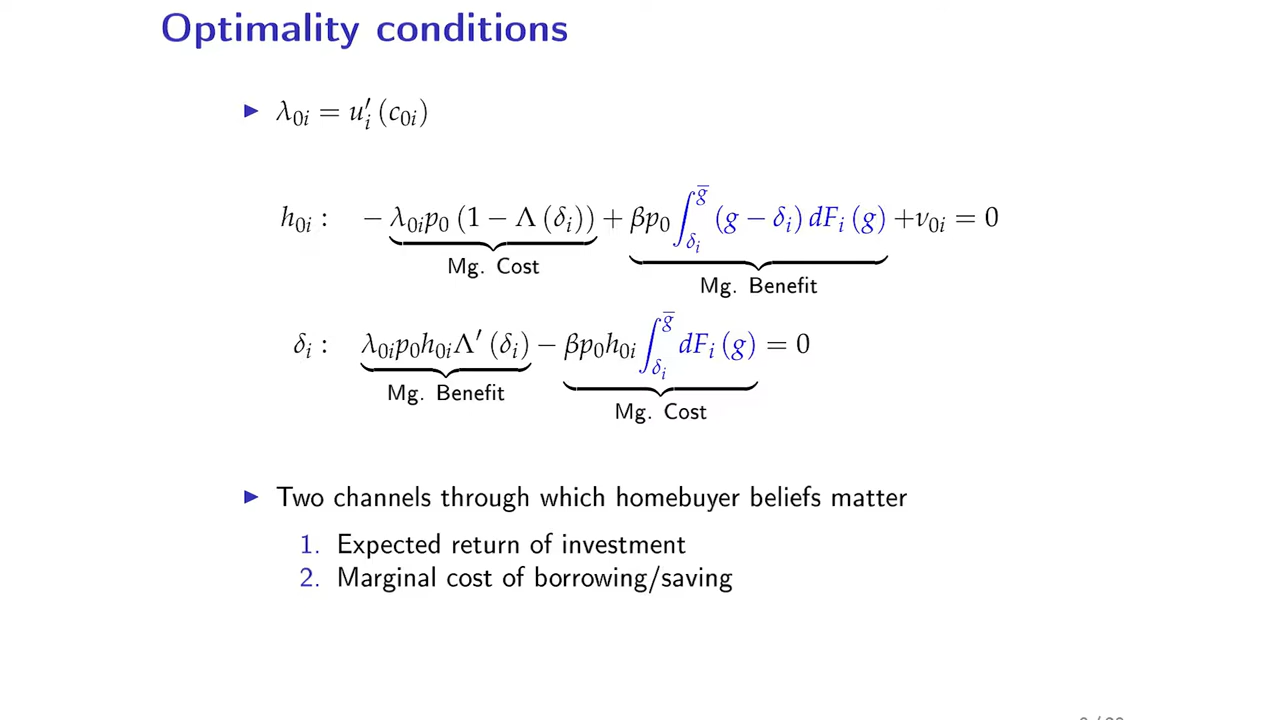 Optimality conditions
▶ λ₀ᵢ = u′ᵢ (c₀ᵢ)
h₀ᵢ : − λ₀ᵢp₀ (1 − Λ (δᵢ)) + βp₀ ∫_{δᵢ}^{g̅} (g − δᵢ) dFᵢ (g) +ν₀ᵢ = 0
Mg. Cost
Mg. Benefit
δᵢ : λ₀ᵢp₀h₀ᵢΛ′ (δᵢ) − βp₀h₀ᵢ ∫_{δᵢ}^{g̅} dFᵢ (g) = 0
Mg. Benefit
Mg. Cost
▶ Two channels through which homebuyer beliefs matter
1. Expected return of investment
2. Marginal cost of borrowing/saving